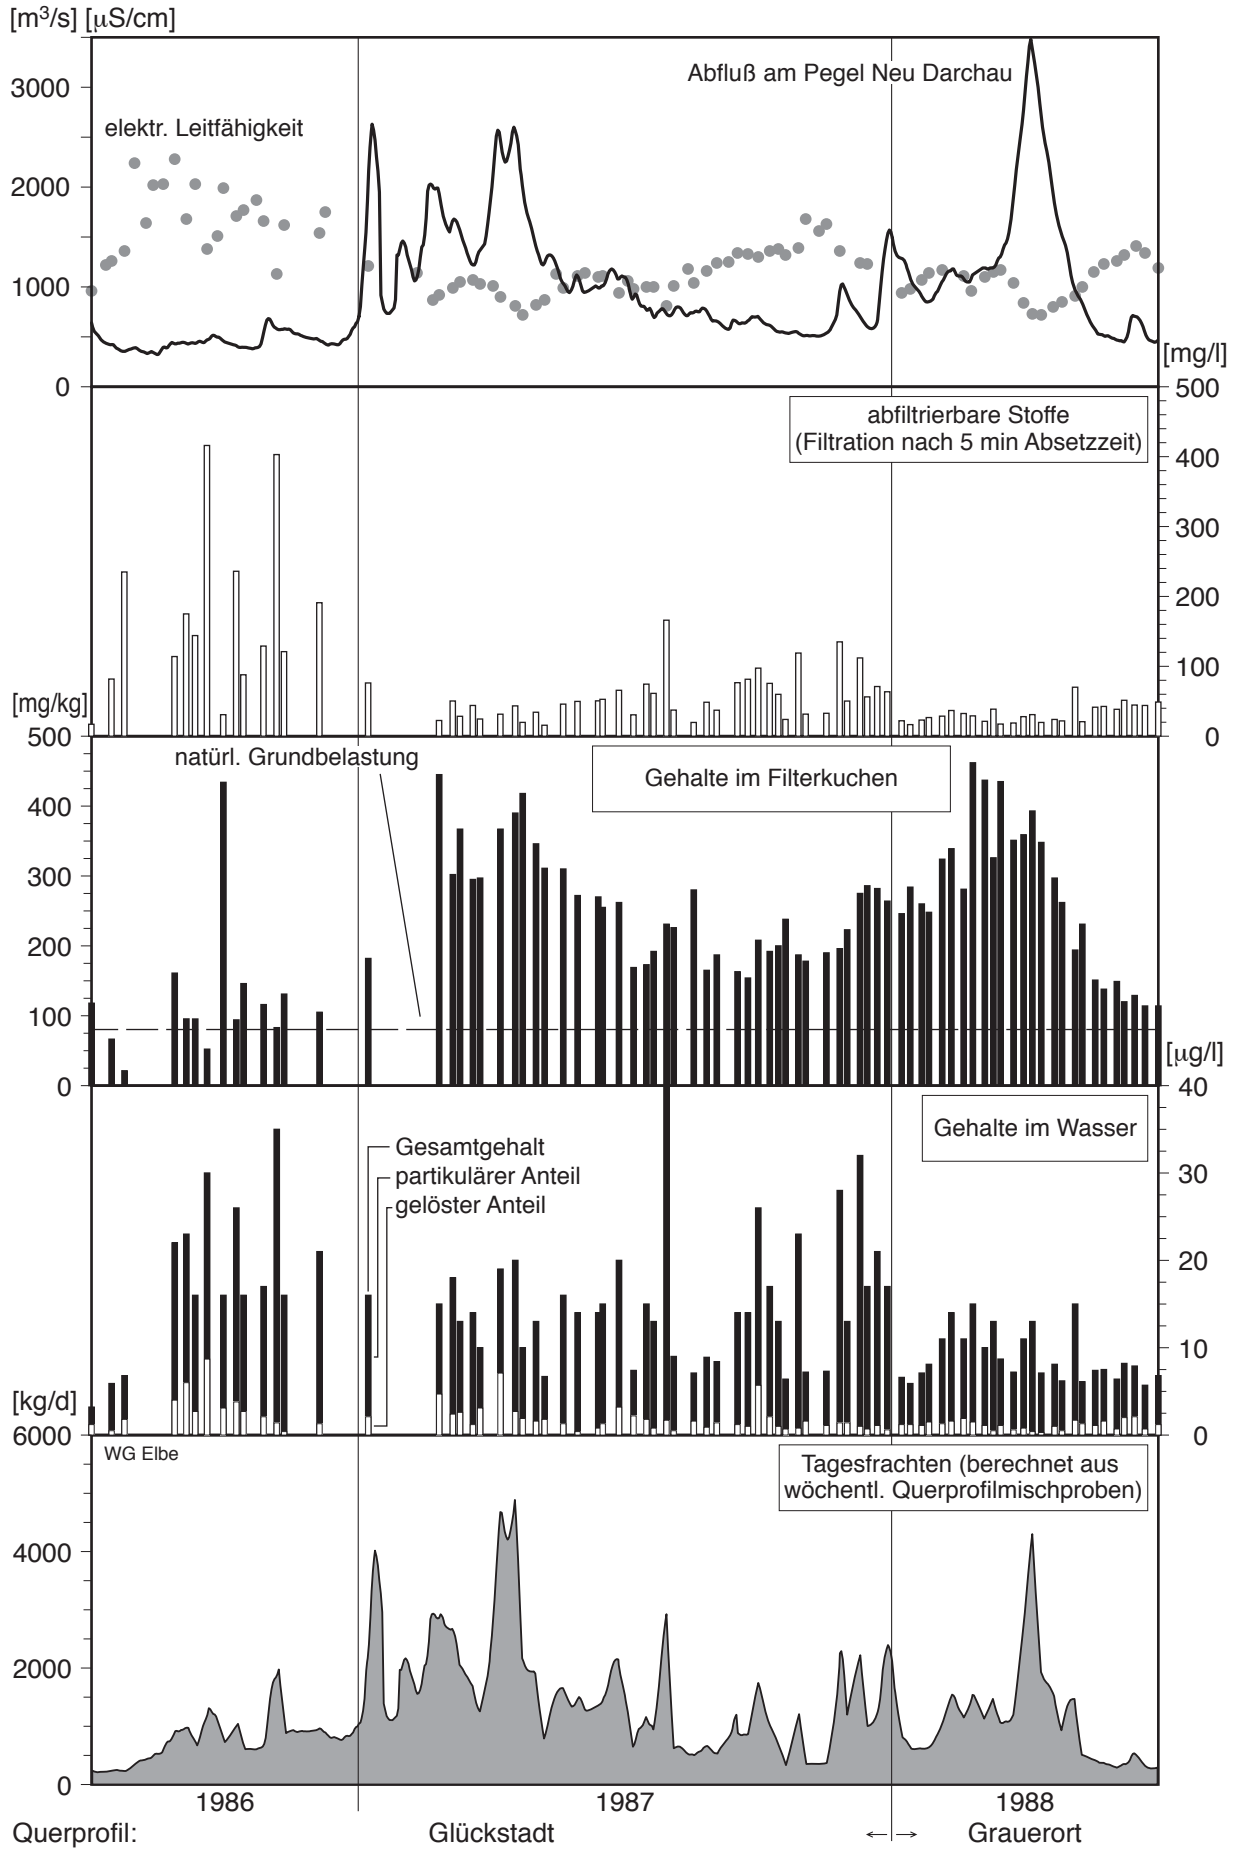 [m³/s] [µS/cm]
Abfluß am Pegel Neu Darchau
3000
elektr. Leitfähigkeit
2000
1000
0
[mg/l]
500
abfiltrierbare Stoffe
(Filtration nach 5 min Absetzzeit)
400
300
200
100
0
[mg/kg]
500
natürl. Grundbelastung
Gehalte im Filterkuchen
400
300
200
100
0
[µg/l]
40
Gehalte im Wasser
Gesamtgehalt
partikulärer Anteil
gelöster Anteil
30
20
10
0
[kg/d]
6000
WG Elbe
Tagesfrachten (berechnet aus
wöchentl. Querprofilmischproben)
4000
2000
0
1986 1987 1988
Querprofil: Glückstadt ← → Grauerort